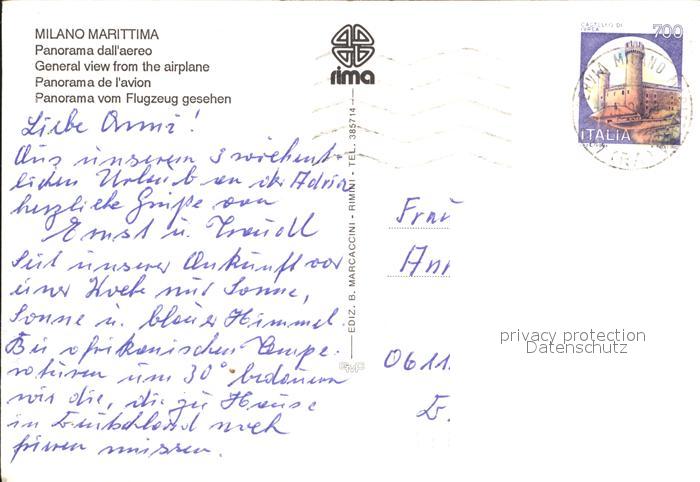 MILANO MARITTIMA
Panorama dall'aereo
General view from the airplane
Panorama de l'avion
Panorama vom Flugzeug gesehen
rima
CASTELLO DI
IVREA
700
ITALIA
Liebe Anni!
Aus unserem 3 wöchent-
lichen Urlaub an der Adria
herzliche Grüße von
Ernst u. Traudl
Seit unserer Ankunft vor
einer Woche nur Sonne,
Sonne u. blauer Himmel.
Bei afrikanischen Tempe-
raturen um 30° bedauern
wir die, die zu Hause
in Deutschland noch
frieren müssen.
EDIZ. B. MARCACCINI - RIMINI - TEL. 385714
Frau
An
0611
privacy protection
Datenschutz